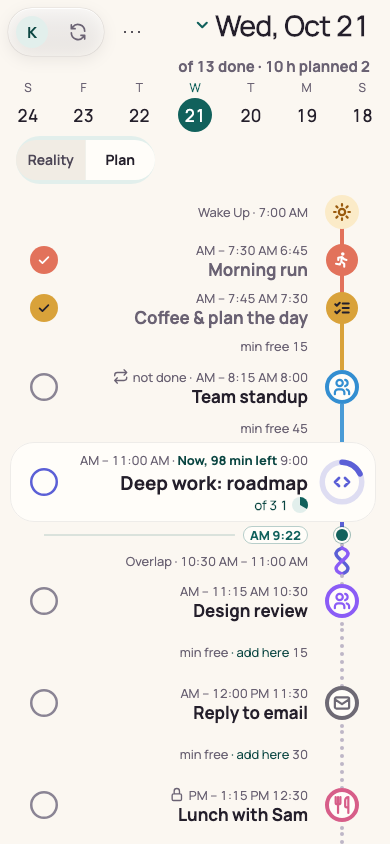 K
...
Wed, Oct 21
of 13 done · 10 h planned 2
S F T W T M S
24 23 22 21 20 19 18
Reality Plan
Wake Up · 7:00 AM
AM – 7:30 AM 6:45
Morning run
AM – 7:45 AM 7:30
Coffee & plan the day
min free 15
not done · AM – 8:15 AM 8:00
Team standup
min free 45
AM – 11:00 AM · Now, 98 min left 9:00
Deep work: roadmap
of 3 1
AM 9:22
Overlap · 10:30 AM – 11:00 AM
AM – 11:15 AM 10:30
Design review
min free · add here 15
AM – 12:00 PM 11:30
Reply to email
min free · add here 30
PM – 1:15 PM 12:30
Lunch with Sam